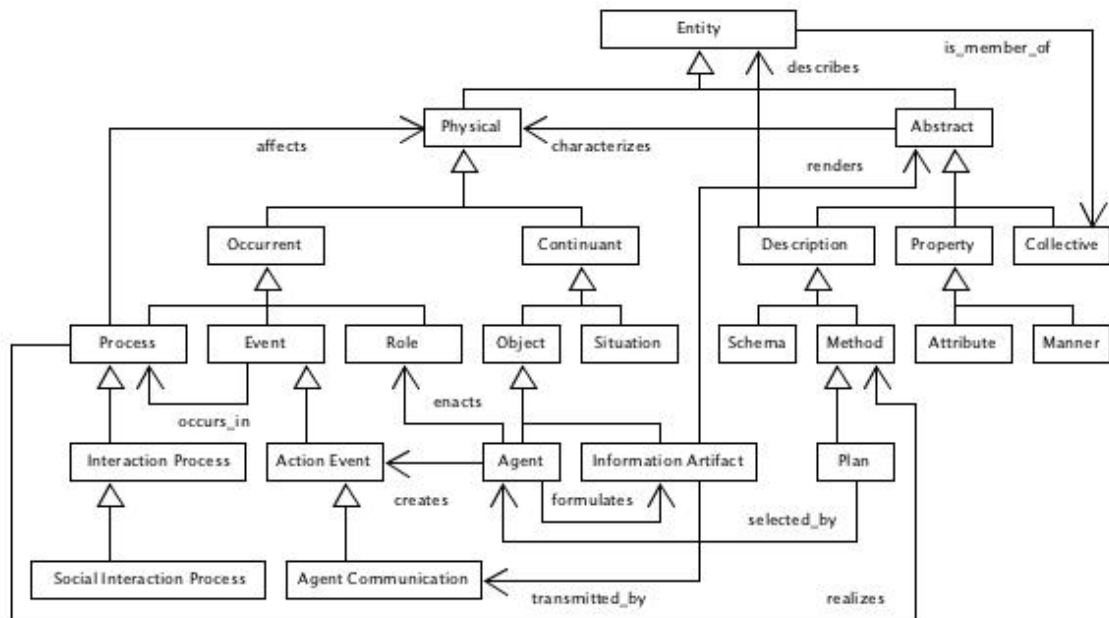 Entity
is_member_of
describes
Physical
Abstract
affects
characterizes
renders
Occurrent
Continuant
Description
Property
Collective
Process
Event
Role
Object
Situation
Schema
Method
Attribute
Manner
enacts
occurs_in
Interaction Process
Action Event
Agent
Information Artifact
Plan
creates
formulates
selected_by
Social Interaction Process
Agent Communication
transmitted_by
realizes